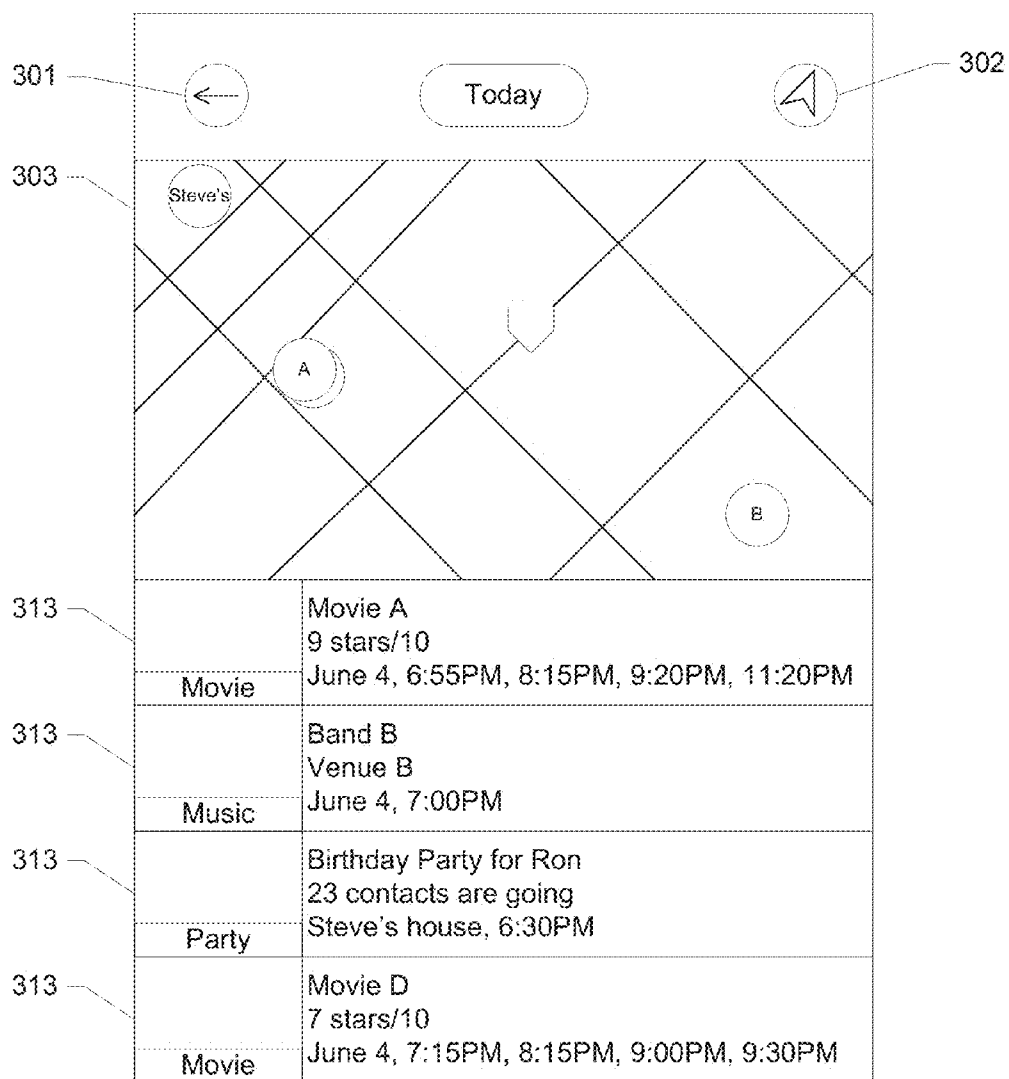 301
Today
302
303
Steve's
A
B
313
Movie A
9 stars/10
June 4, 6:55PM, 8:15PM, 9:20PM, 11:20PM
Movie
313
Band B
Venue B
June 4, 7:00PM
Music
313
Birthday Party for Ron
23 contacts are going
Steve's house, 6:30PM
Party
313
Movie D
7 stars/10
June 4, 7:15PM, 8:15PM, 9:00PM, 9:30PM
Movie